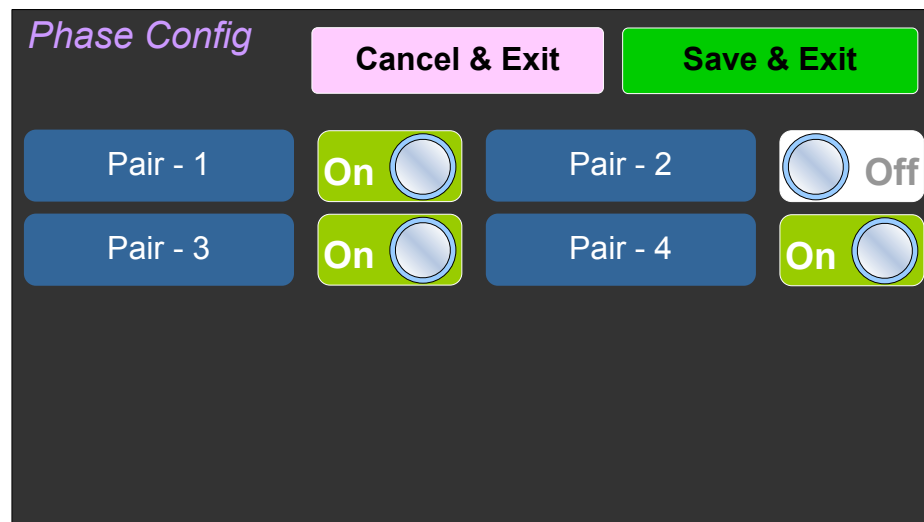 Phase Config
Cancel & Exit
Save & Exit
Pair - 1
On
Pair - 2
Off
Pair - 3
On
Pair - 4
On